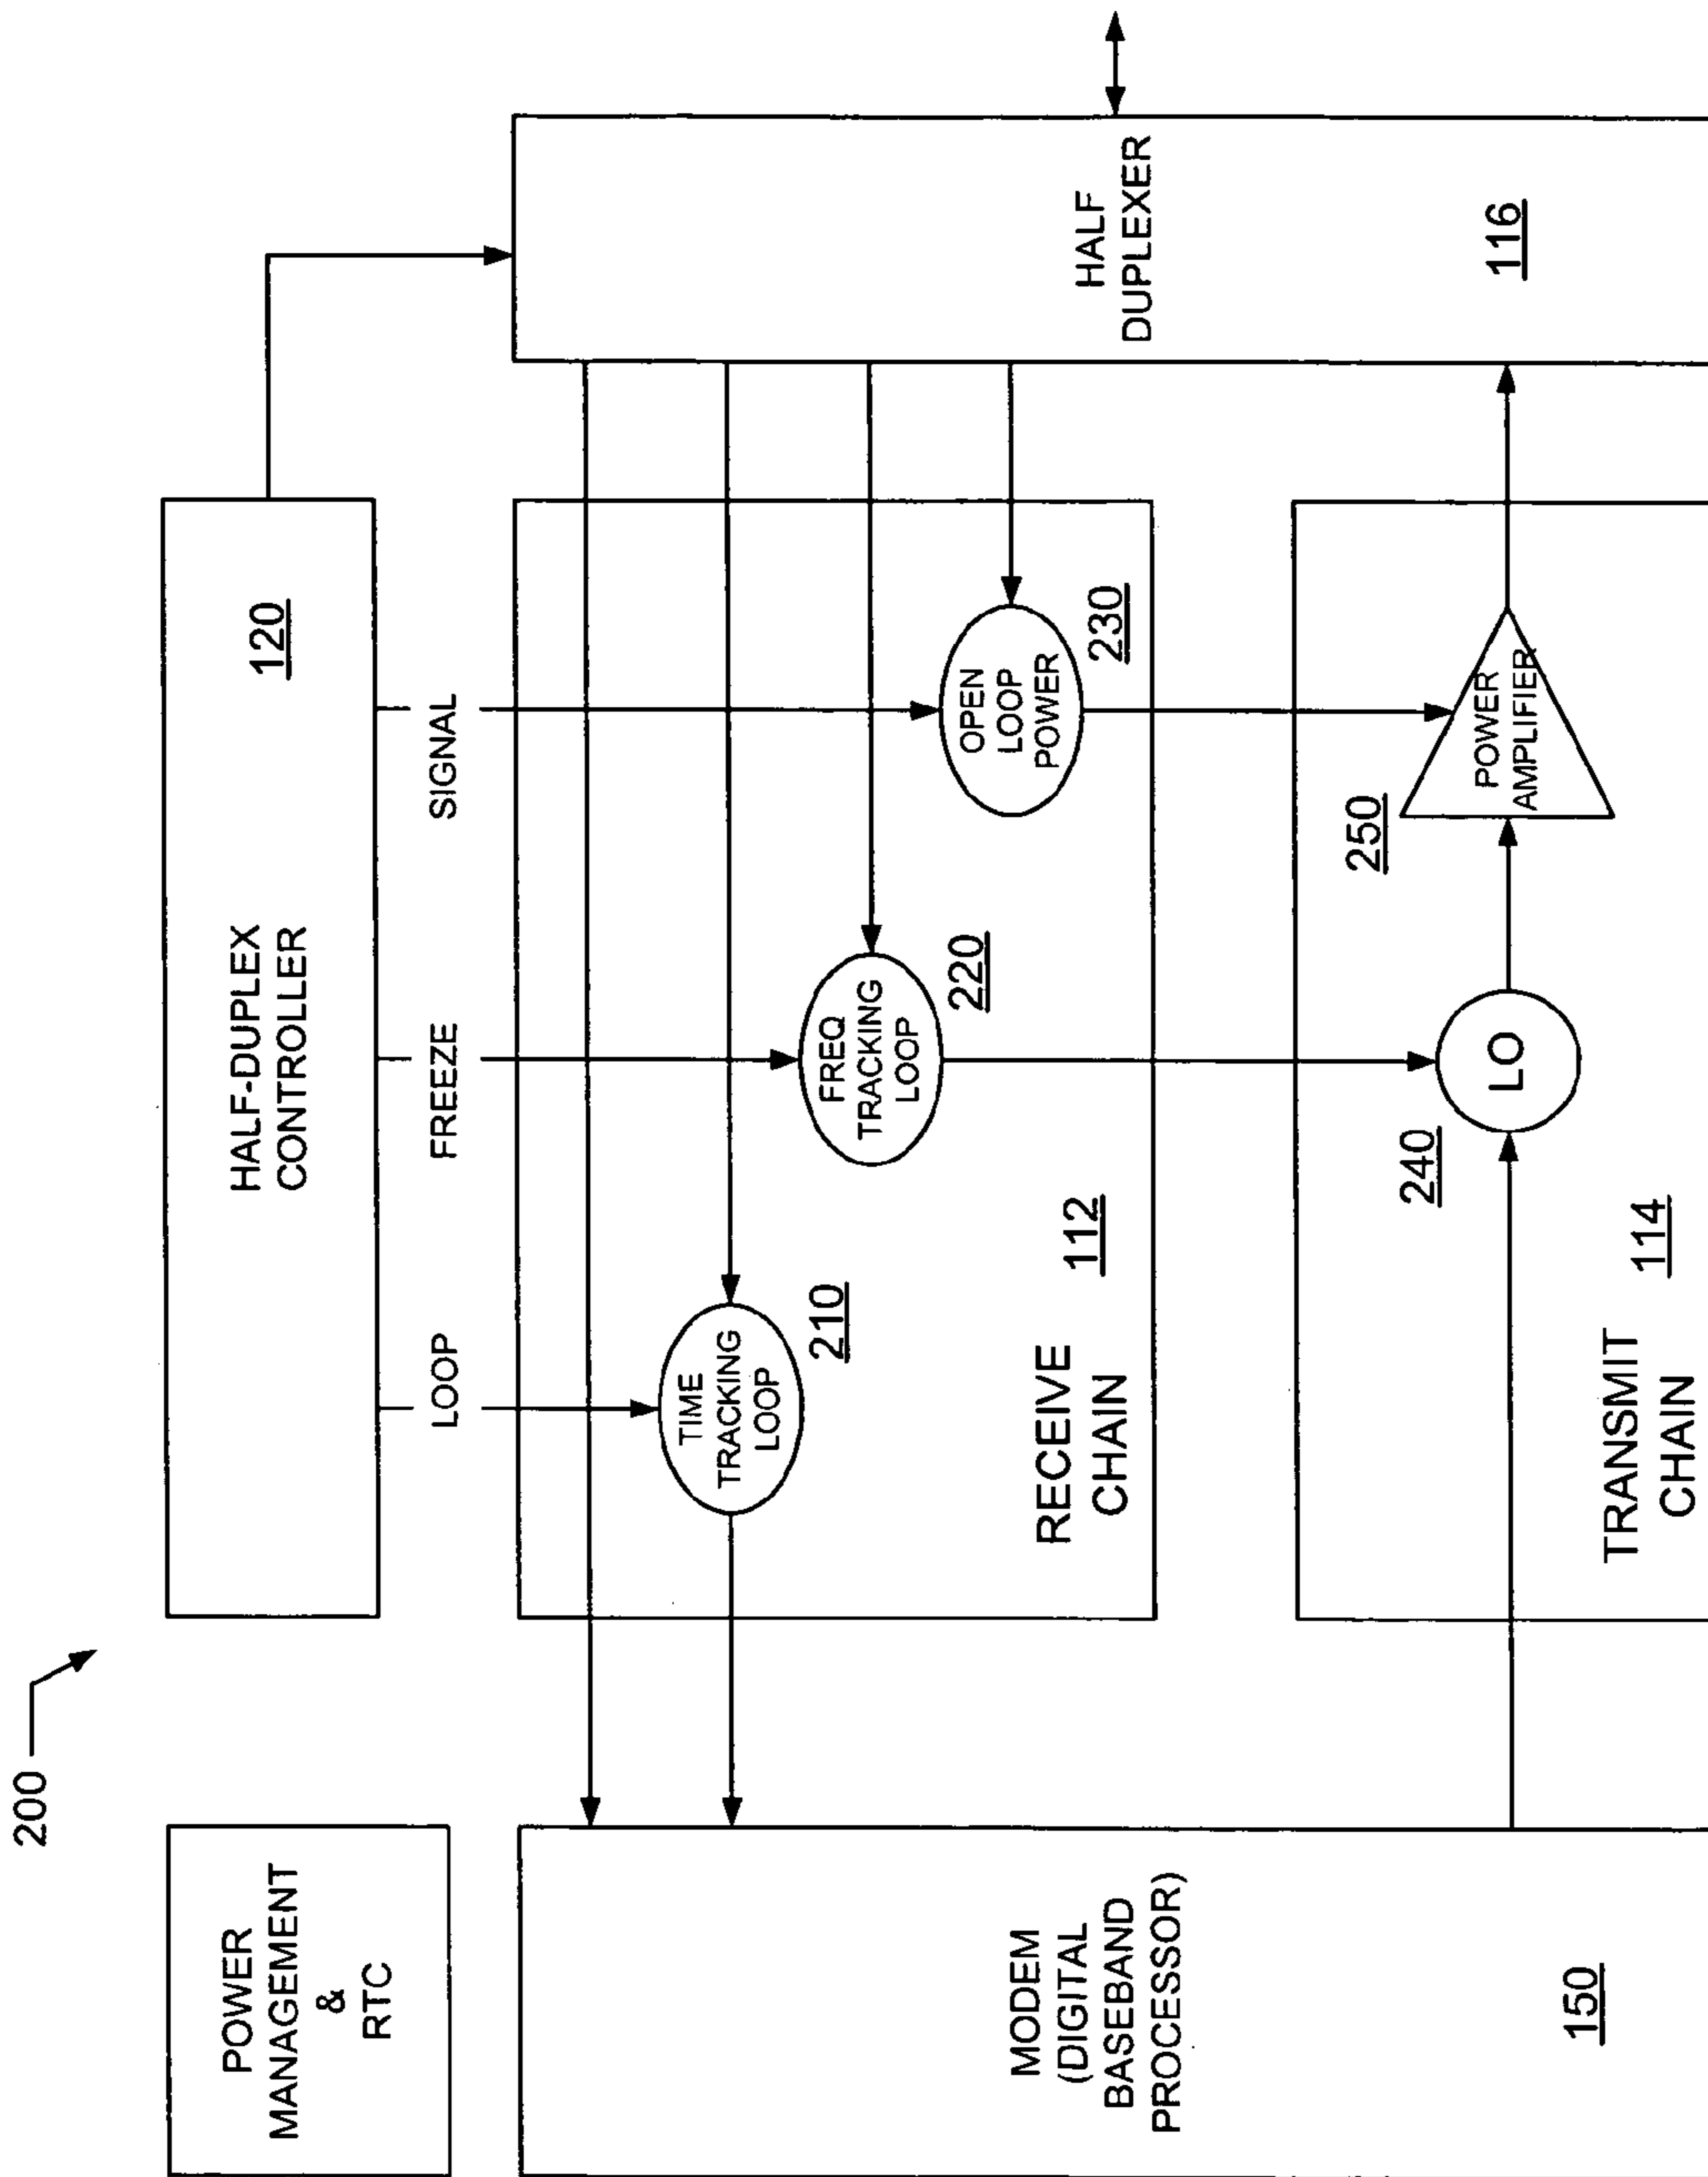 200
POWER
MANAGEMENT
&
RTC
HALF-DUPLEX
CONTROLLER
120
LOOP
FREEZE
SIGNAL
MODEM
(DIGITAL
BASEBAND
PROCESSOR)
150
TIME
TRACKING
LOOP
210
FREQ
TRACKING
LOOP
220
OPEN
LOOP
POWER
230
RECEIVE
CHAIN
112
HALF
DUPLEXER
116
240
LO
250
POWER
AMPLIFIER
TRANSMIT
CHAIN
114